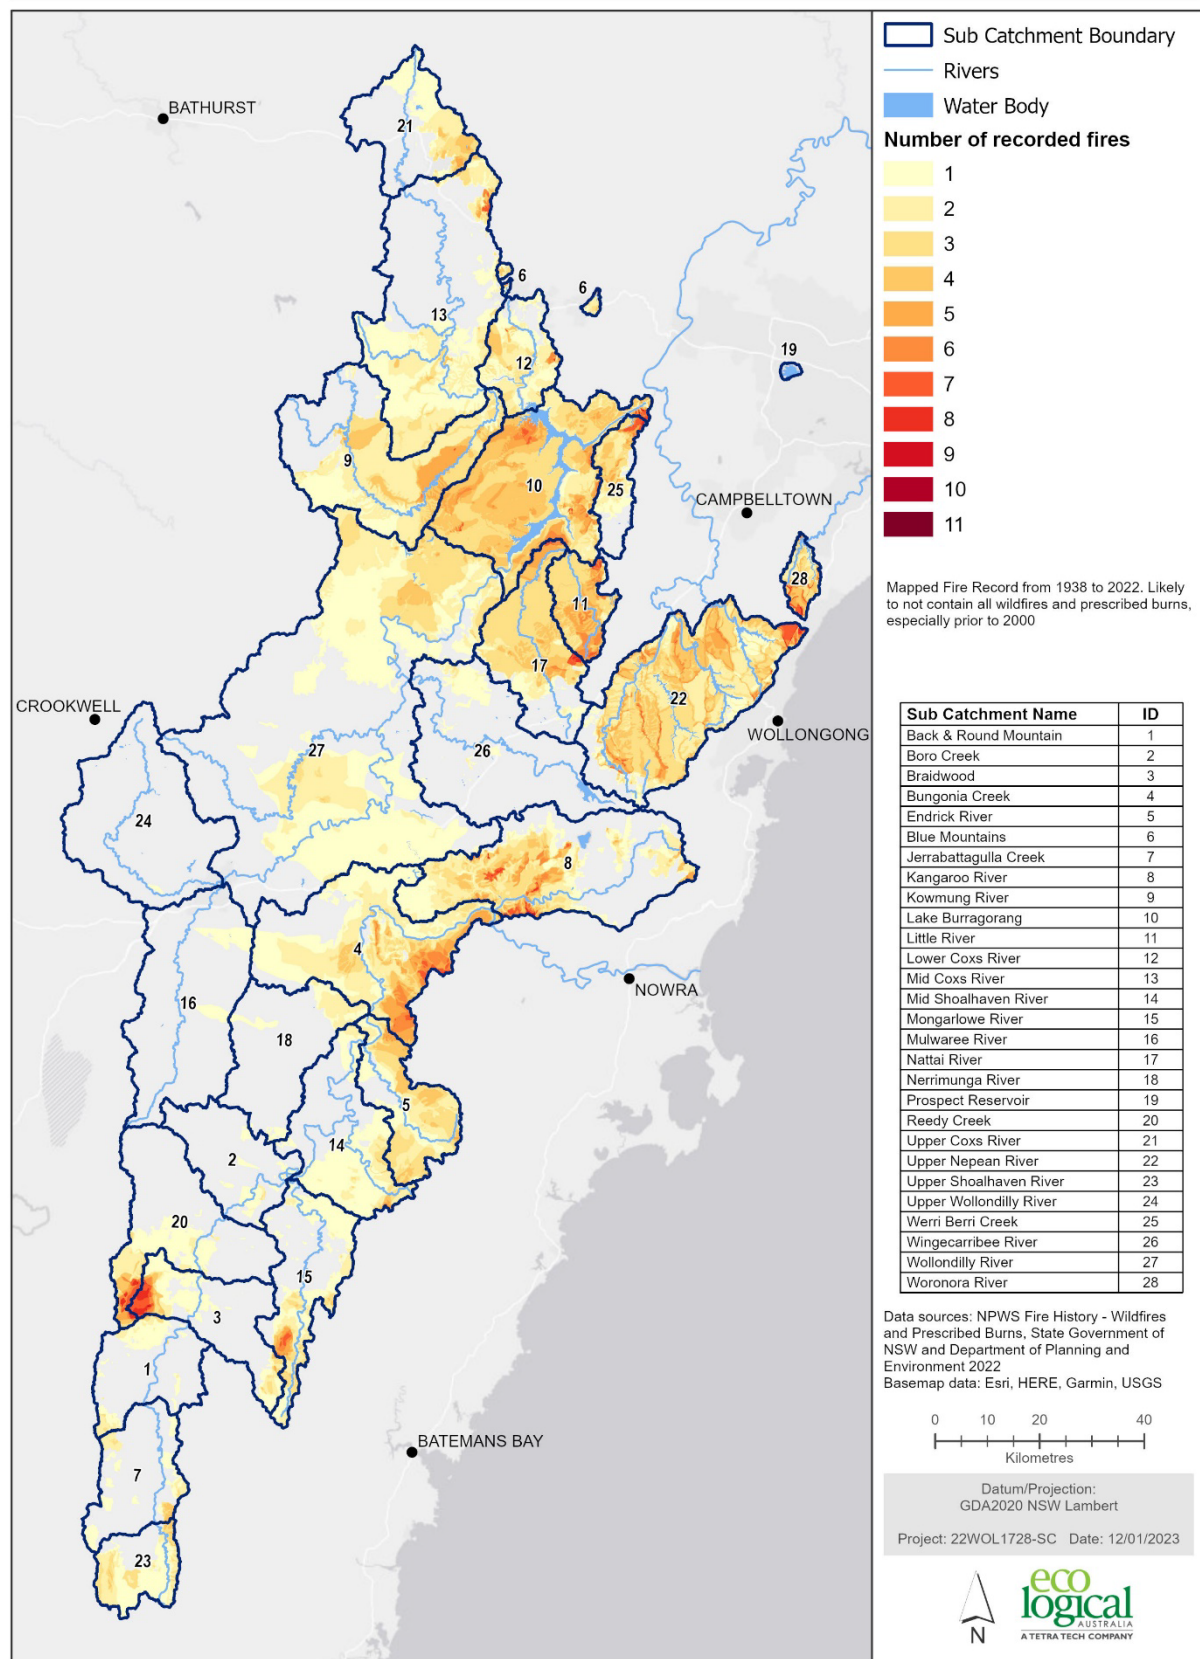 Sub Catchment Boundary
Rivers
Water Body
Number of recorded fires
1
2
3
4
5
6
7
8
9
10
11
Mapped Fire Record from 1938 to 2022. Likely
to not contain all wildfires and prescribed burns,
especially prior to 2000
Sub Catchment Name ID
Back & Round Mountain 1
Boro Creek 2
Braidwood 3
Bungonia Creek 4
Endrick River 5
Blue Mountains 6
Jerrabattagulla Creek 7
Kangaroo River 8
Kowmung River 9
Lake Burragorang 10
Little River 11
Lower Coxs River 12
Mid Coxs River 13
Mid Shoalhaven River 14
Mongarlowe River 15
Mulwaree River 16
Nattai River 17
Nerrimunga River 18
Prospect Reservoir 19
Reedy Creek 20
Upper Coxs River 21
Upper Nepean River 22
Upper Shoalhaven River 23
Upper Wollondilly River 24
Werri Berri Creek 25
Wingecarribee River 26
Wollondilly River 27
Woronora River 28
Data sources: NPWS Fire History - Wildfires
and Prescribed Burns, State Government of
NSW and Department of Planning and
Environment 2022
Basemap data: Esri, HERE, Garmin, USGS
0 10 20 40
Kilometres
Datum/Projection:
GDA2020 NSW Lambert
Project: 22WOL1728-SC Date: 12/01/2023
N
eco
logical
AUSTRALIA
A TETRA TECH COMPANY
BATHURST
21
6
6
13
19
12
9
10
25
CAMPBELLTOWN
28
11
17
22
CROOKWELL
WOLLONGONG
27
26
24
8
4
NOWRA
16
18
5
14
2
20
15
3
1
BATEMANS BAY
7
23